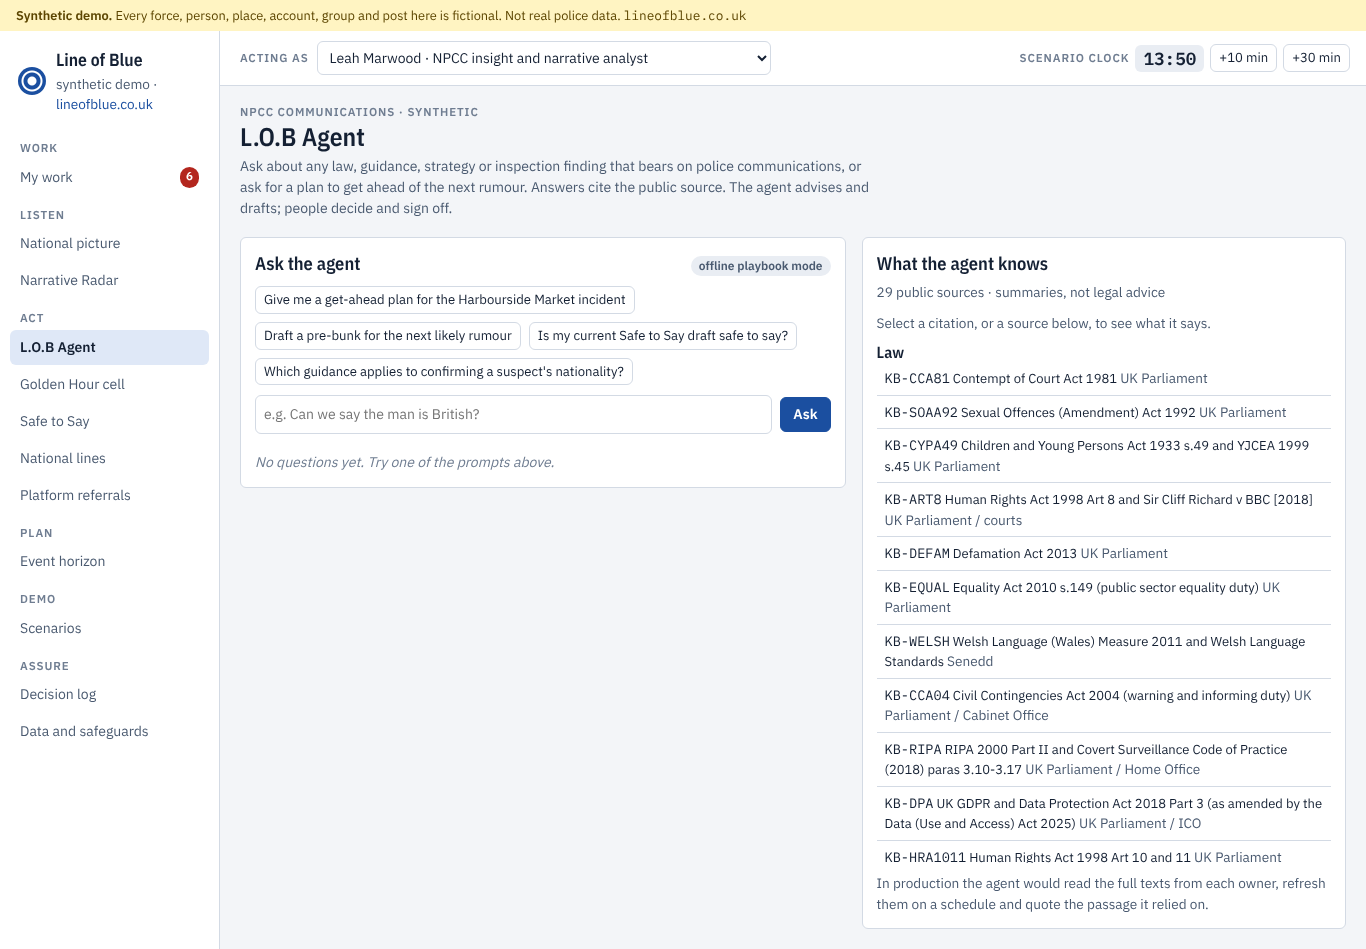 Synthetic demo. Every force, person, place, account, group and post here is fictional. Not real police data. lineofblue.co.uk
Line of Blue
synthetic demo ·
lineofblue.co.uk
WORK
My work 6
LISTEN
National picture
Narrative Radar
ACT
L.O.B Agent
Golden Hour cell
Safe to Say
National lines
Platform referrals
PLAN
Event horizon
DEMO
Scenarios
ASSURE
Decision log
Data and safeguards
ACTING AS Leah Marwood · NPCC insight and narrative analyst
SCENARIO CLOCK 13:50 +10 min +30 min
NPCC COMMUNICATIONS · SYNTHETIC
L.O.B Agent
Ask about any law, guidance, strategy or inspection finding that bears on police communications, or
ask for a plan to get ahead of the next rumour. Answers cite the public source. The agent advises and
drafts; people decide and sign off.
Ask the agent
offline playbook mode
Give me a get-ahead plan for the Harbourside Market incident
Draft a pre-bunk for the next likely rumour
Is my current Safe to Say draft safe to say?
Which guidance applies to confirming a suspect's nationality?
e.g. Can we say the man is British?
Ask
No questions yet. Try one of the prompts above.
What the agent knows
29 public sources · summaries, not legal advice
Select a citation, or a source below, to see what it says.
Law
KB-CCA81 Contempt of Court Act 1981 UK Parliament
KB-SOAA92 Sexual Offences (Amendment) Act 1992 UK Parliament
KB-CYPA49 Children and Young Persons Act 1933 s.49 and YJCEA 1999
s.45 UK Parliament
KB-ART8 Human Rights Act 1998 Art 8 and Sir Cliff Richard v BBC [2018]
UK Parliament / courts
KB-DEFAM Defamation Act 2013 UK Parliament
KB-EQUAL Equality Act 2010 s.149 (public sector equality duty) UK
Parliament
KB-WELSH Welsh Language (Wales) Measure 2011 and Welsh Language
Standards Senedd
KB-CCA04 Civil Contingencies Act 2004 (warning and informing duty) UK
Parliament / Cabinet Office
KB-RIPA RIPA 2000 Part II and Covert Surveillance Code of Practice
(2018) paras 3.10-3.17 UK Parliament / Home Office
KB-DPA UK GDPR and Data Protection Act 2018 Part 3 (as amended by the
Data (Use and Access) Act 2025) UK Parliament / ICO
KB-HRA1011 Human Rights Act 1998 Art 10 and 11 UK Parliament
In production the agent would read the full texts from each owner, refresh
them on a schedule and quote the passage it relied on.